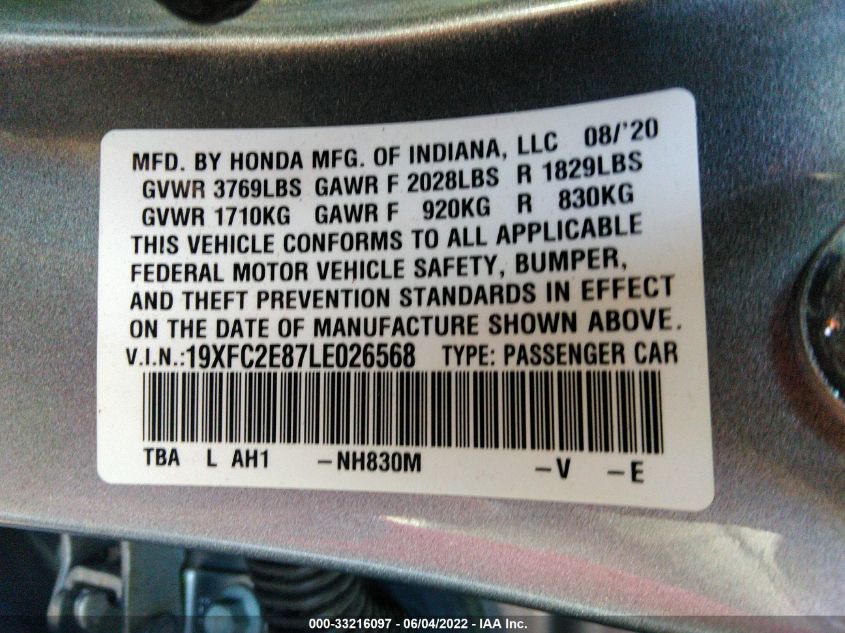 MFD. BY HONDA MFG. OF INDIANA, LLC 08/'20
GVWR 3769LBS GAWR F 2028LBS R 1829LBS
GVWR 1710KG GAWR F 920KG R 830KG
THIS VEHICLE CONFORMS TO ALL APPLICABLE
FEDERAL MOTOR VEHICLE SAFETY, BUMPER,
AND THEFT PREVENTION STANDARDS IN EFFECT
ON THE DATE OF MANUFACTURE SHOWN ABOVE.
V.I.N.:19XFC2E87LE026568 TYPE: PASSENGER CAR
TBA L AH1 -NH830M -V -E
000-33216097 - 06/04/2022 - IAA Inc.